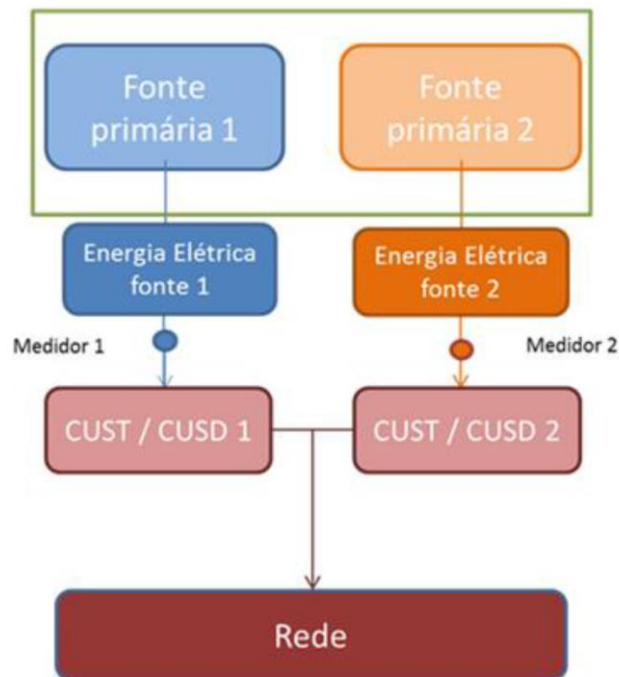 Fonte
primária 1
Fonte
primária 2
Energia Elétrica
fonte 1
Energia Elétrica
fonte 2
Medidor 1
Medidor 2
CUST / CUSD 1
CUST / CUSD 2
Rede